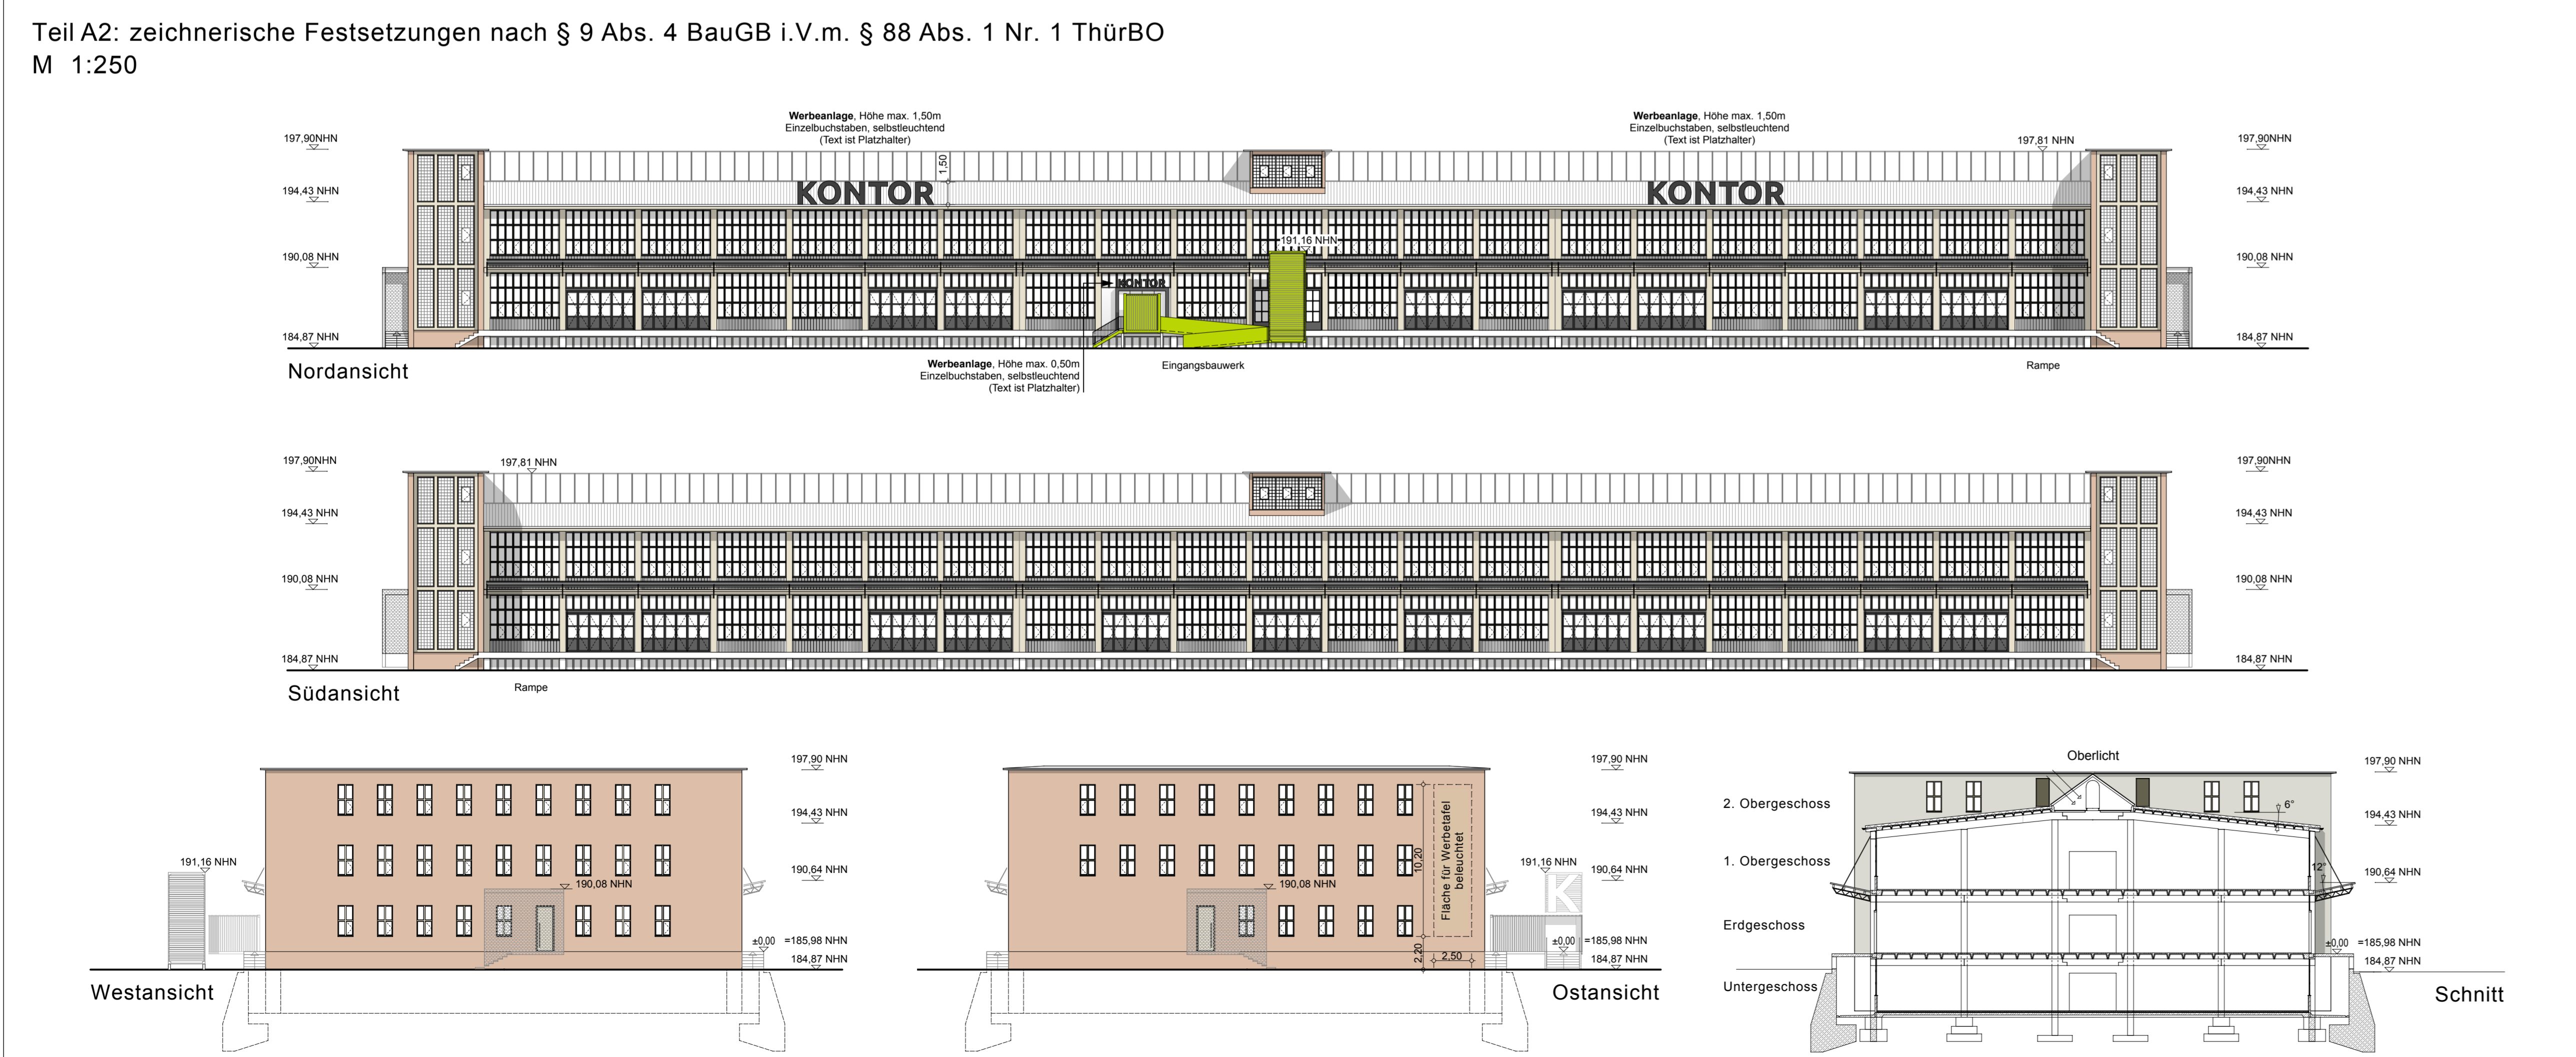 Teil A2: zeichnerische Festsetzungen nach § 9 Abs. 4 BauGB i.V.m. § 88 Abs. 1 Nr. 1 ThürBO
M 1:250
Werbeanlage, Höhe max. 1,50m
Einzelbuchstaben, selbstleuchtend
(Text ist Platzhalter)
Werbeanlage, Höhe max. 1,50m
Einzelbuchstaben, selbstleuchtend
(Text ist Platzhalter)
197,90NHN
197,81 NHN
197,90NHN
1,50
194,43 NHN
KONTOR
KONTOR
194,43 NHN
191,16 NHN
190,08 NHN
190,08 NHN
KONTOR
184,87 NHN
184,87 NHN
Nordansicht
Werbeanlage, Höhe max. 0,50m
Einzelbuchstaben, selbstleuchtend
(Text ist Platzhalter)
Eingangsbauwerk
Rampe
197,90NHN
197,81 NHN
197,90NHN
194,43 NHN
194,43 NHN
190,08 NHN
190,08 NHN
184,87 NHN
184,87 NHN
Südansicht
Rampe
197,90 NHN
194,43 NHN
191,16 NHN
190,64 NHN
190,08 NHN
±0,00 =185,98 NHN
184,87 NHN
Westansicht
197,90 NHN
194,43 NHN
10,20
Fläche für Werbetafel
beleuchtet
191,16 NHN
190,64 NHN
K
190,08 NHN
±0,00 =185,98 NHN
2,20
2,50
184,87 NHN
Ostansicht
Oberlicht
197,90 NHN
2. Obergeschoss
6°
194,43 NHN
1. Obergeschoss
12°
190,64 NHN
Erdgeschoss
±0,00 =185,98 NHN
184,87 NHN
Untergeschoss
Schnitt